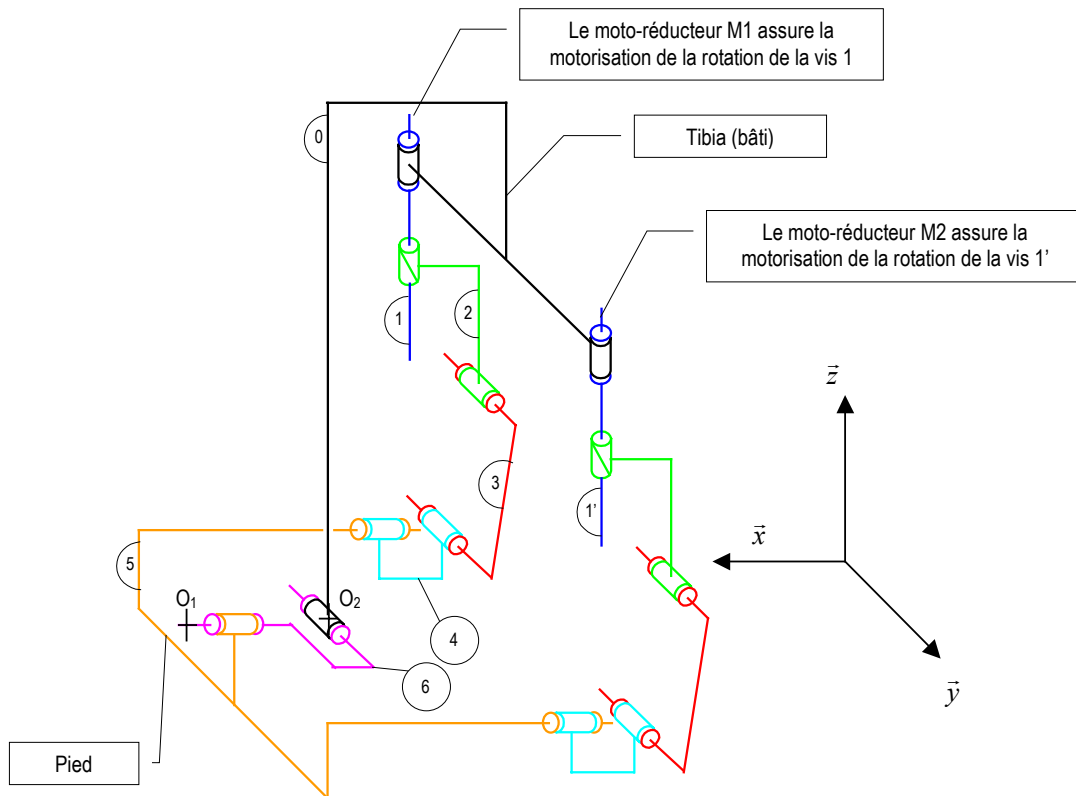 Le moto-réducteur M1 assure la
motorisation de la rotation de la vis 1
0
Tibia (bâti)
Le moto-réducteur M2 assure la
motorisation de la rotation de la vis 1’
1
2
z
3
1’
x
5
O1
O2
4
6
y
Pied